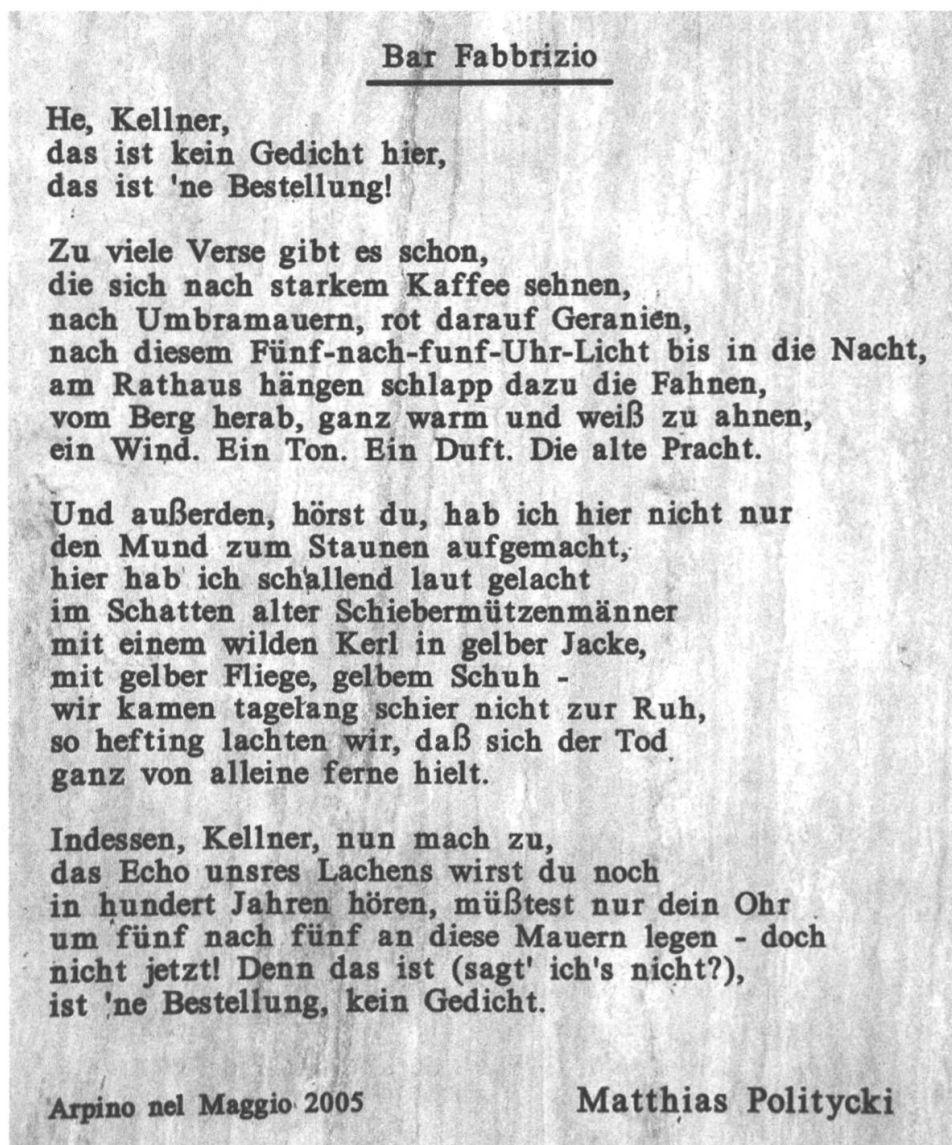 Bar Fabbrizio
He, Kellner,
das ist kein Gedicht hier,
das ist 'ne Bestellung!
Zu viele Verse gibt es schon,
die sich nach starkem Kaffee sehnen,
nach Umbramauern, rot darauf Geranien,
nach diesem Fünf-nach-funf-Uhr-Licht bis in die Nacht,
am Rathaus hängen schlapp dazu die Fahnen,
vom Berg herab, ganz warm und weiß zu ahnen,
ein Wind. Ein Ton. Ein Duft. Die alte Pracht.
Und außerden, hörst du, hab ich hier nicht nur
den Mund zum Staunen aufgemacht,
hier hab ich schallend laut gelacht
im Schatten alter Schiebermützenmänner
mit einem wilden Kerl in gelber Jacke,
mit gelber Fliege, gelbem Schuh -
wir kamen tagelang schier nicht zur Ruh,
so hefting lachten wir, daß sich der Tod
ganz von alleine ferne hielt.
Indessen, Kellner, nun mach zu,
das Echo unsres Lachens wirst du noch
in hundert Jahren hören, müßtest nur dein Ohr
um fünf nach fünf an diese Mauern legen - doch
nicht jetzt! Denn das ist (sagt' ich's nicht?),
ist 'ne Bestellung, kein Gedicht.
Arpino nel Maggio 2005
Matthias Politycki